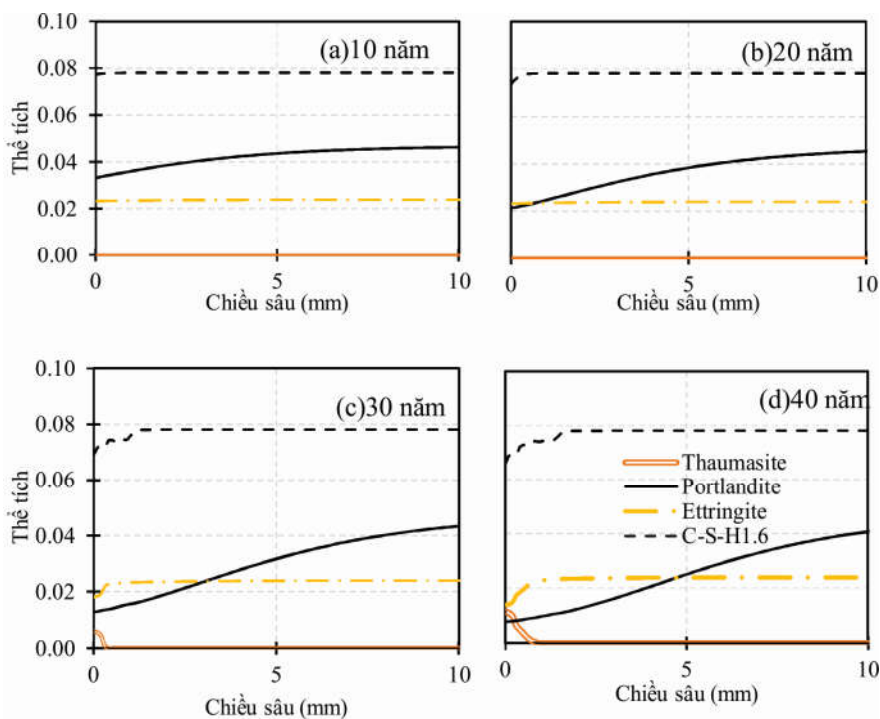 0.10
0.08
0.06
0.04
0.02
0.00
Thể tích
(a)10 năm
0
5
10
Chiều sâu (mm)
(b)20 năm
0
5
10
Chiều sâu (mm)
0.10
0.08
0.06
0.04
0.02
0.00
Thể tích
(c)30 năm
0
5
10
Chiều sâu (mm)
(d)40 năm
Thaumasite
Portlandite
Ettringite
C-S-H1.6
0
5
10
Chiều sâu (mm)